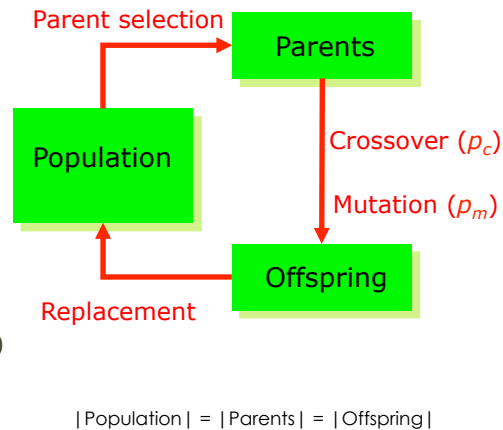 Parent selection
Parents
Population
Crossover (pc)
Mutation (pm)
Offspring
Replacement
)
|Population| = |Parents| = |Offspring|